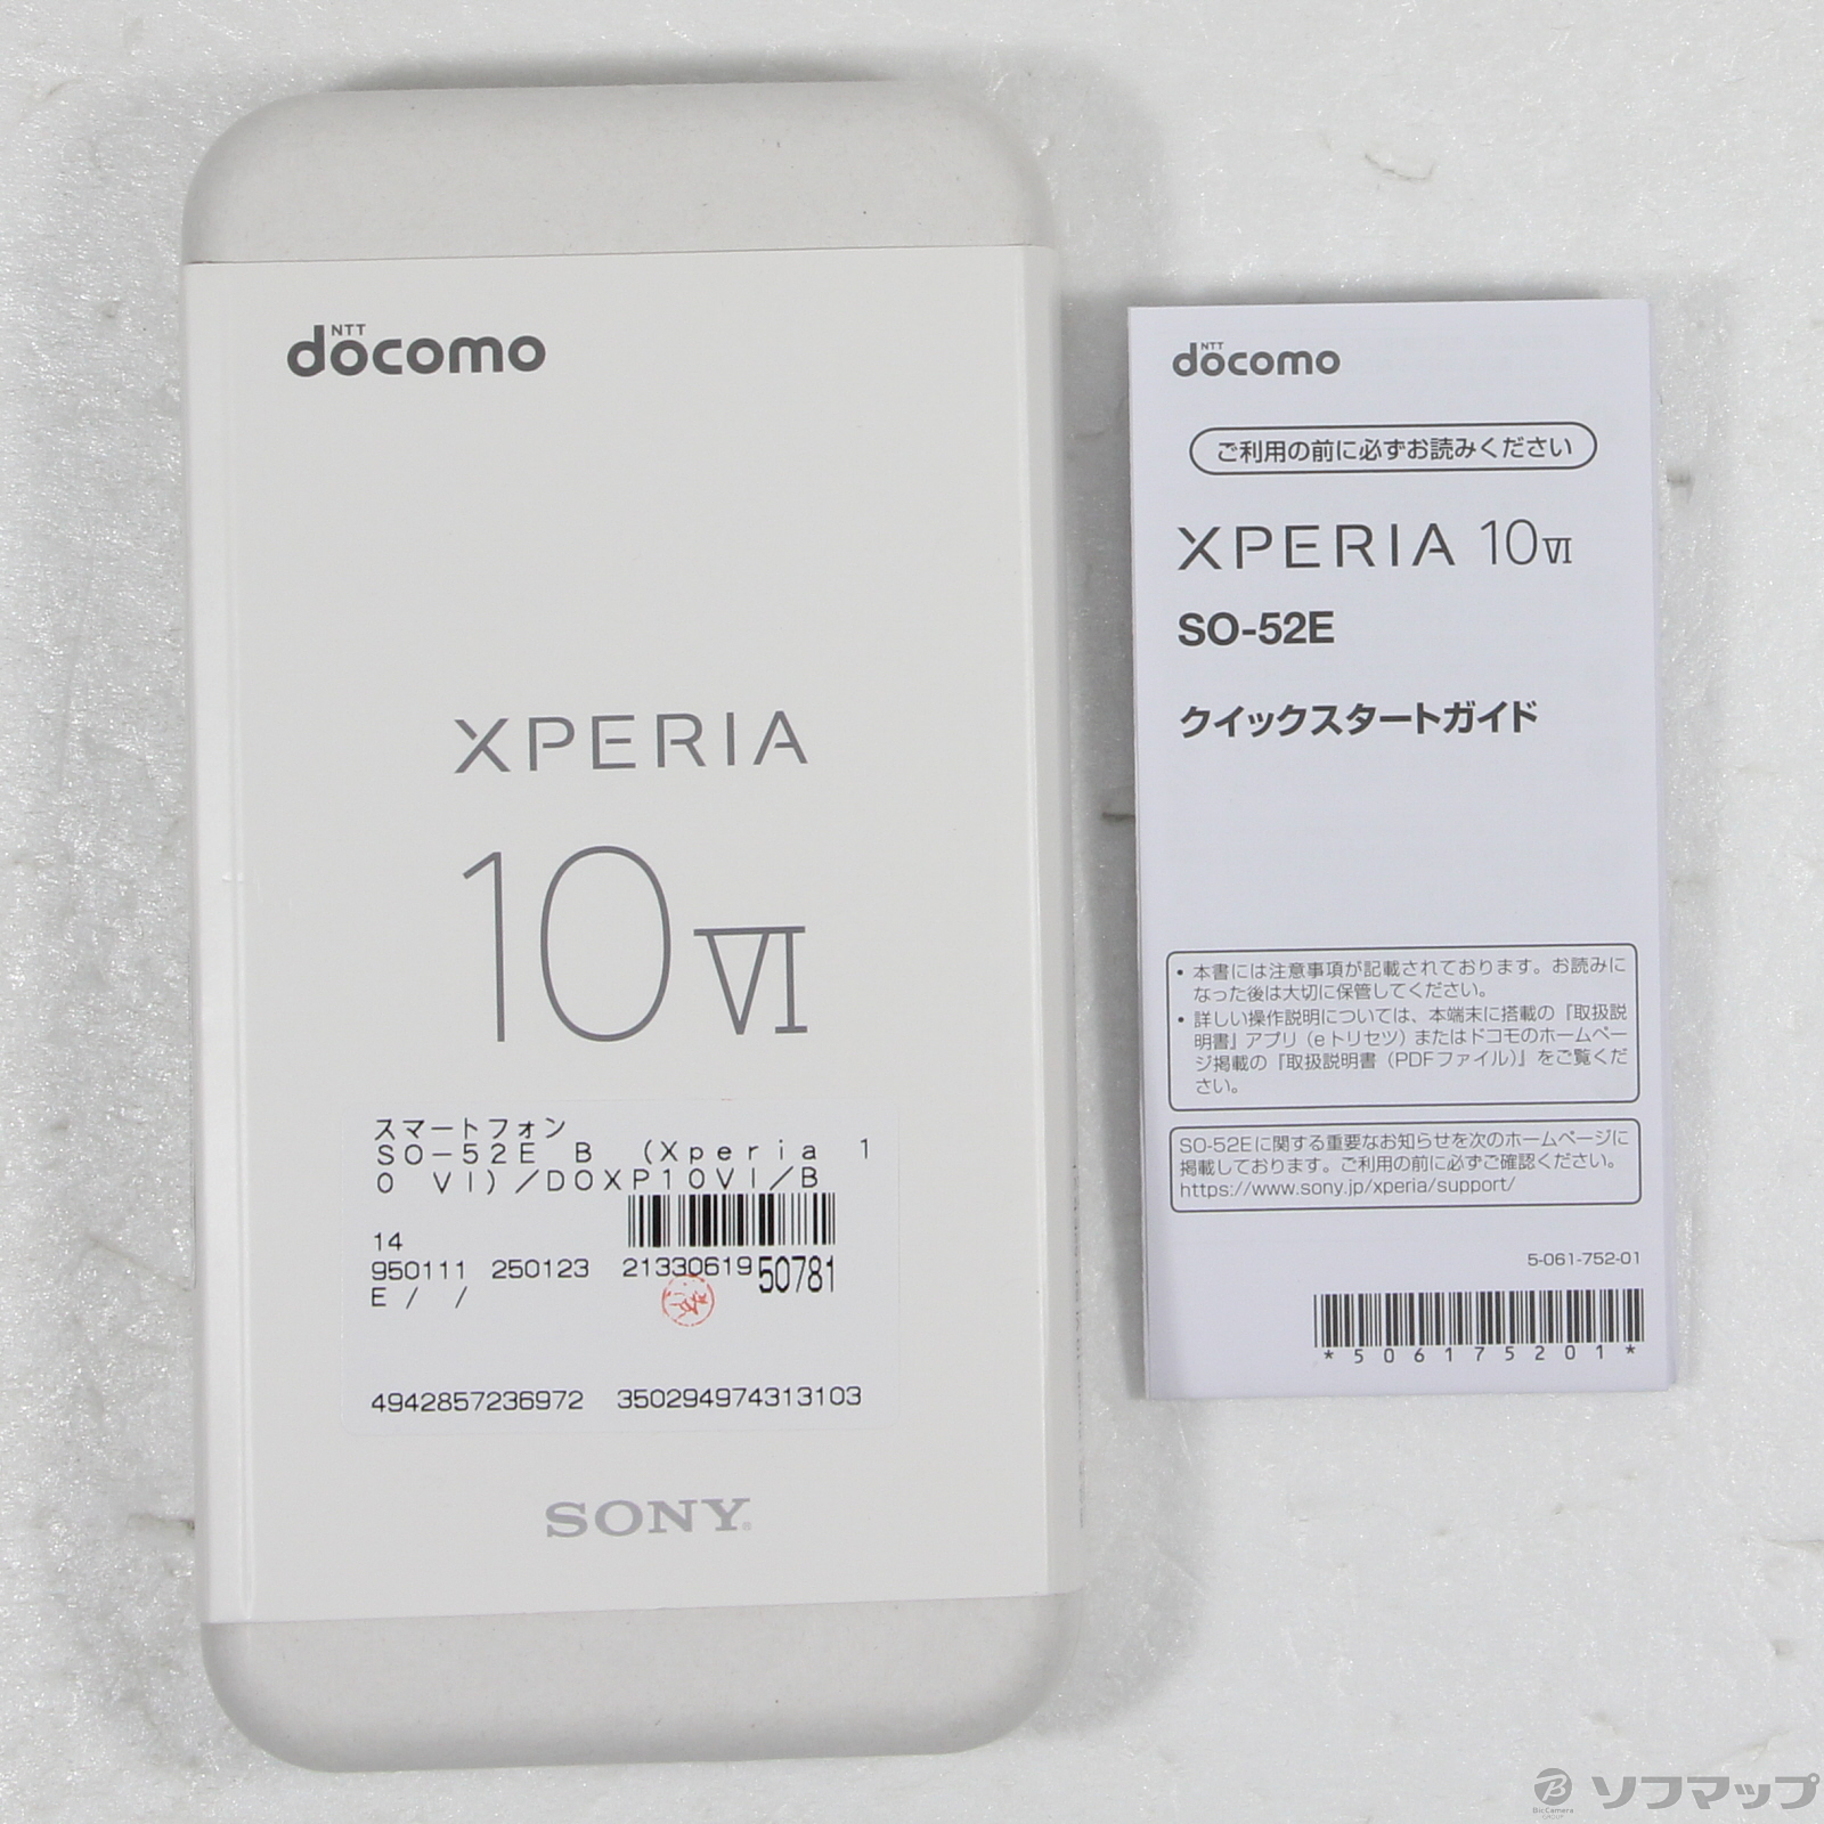 NTT
docomo
XPERIA
10 VI
スマートフォン
SO-52E B (Xperia 1
0 VI)/DOXP10VI/B
14
950111 250123 2133061950781
E / /
4942857236972 350294974313103
SONY
NTT
docomo
ご利用の前に必ずお読みください
XPERIA 10 VI
SO-52E
クイックスタートガイド
• 本書には注意事項が記載されております。お読みに
なった後は大切に保管してください。
• 詳しい操作説明については、本端末に搭載の『取扱説
明書』アプリ（eトリセツ）またはドコモのホームペー
ジ掲載の『取扱説明書（PDFファイル）』をご覧くだ
さい。
SO-52Eに関する重要なお知らせを次のホームページに
掲載しております。ご利用の前に必ずご確認ください。
https://www.sony.jp/xperia/support/
5-061-752-01
*506175201*
B
BicCamera
GROUP
ソフマップ